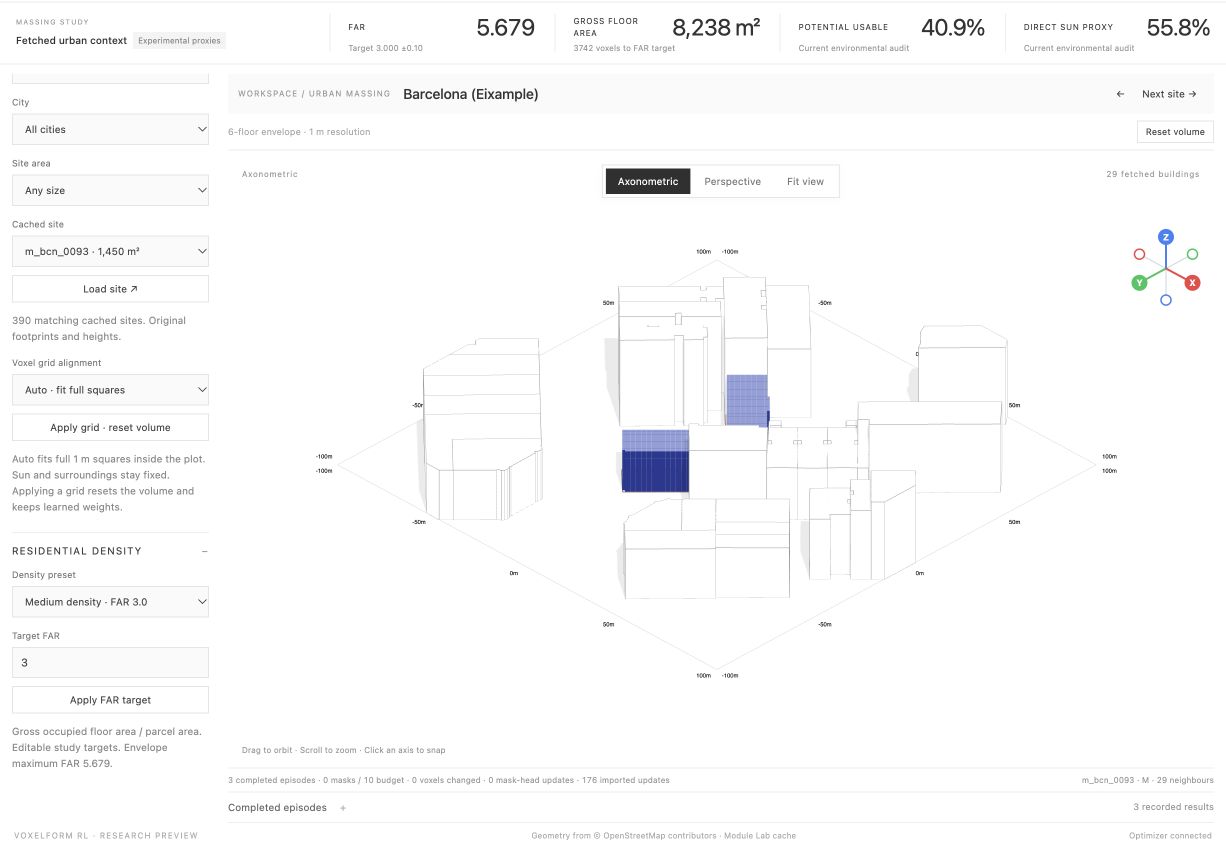 MASSING STUDY
Fetched urban context
Experimental proxies
FAR
5.679
Target 3.000 ±0.10
GROSS FLOOR
AREA
8,238 m²
3742 voxels to FAR target
POTENTIAL USABLE
40.9%
Current environmental audit
DIRECT SUN PROXY
55.8%
Current environmental audit
City
All cities
Site area
Any size
Cached site
m_bcn_0093 · 1,450 m²
Load site ↗
390 matching cached sites. Original
footprints and heights.
Voxel grid alignment
Auto · fit full squares
Apply grid · reset volume
Auto fits full 1 m squares inside the plot.
Sun and surroundings stay fixed.
Applying a grid resets the volume and
keeps learned weights.
RESIDENTIAL DENSITY −
Density preset
Medium density · FAR 3.0
Target FAR
3
Apply FAR target
Gross occupied floor area / parcel area.
Editable study targets. Envelope
maximum FAR 5.679.
WORKSPACE / URBAN MASSING
Barcelona (Eixample)
← Next site →
6-floor envelope · 1 m resolution
Reset volume
Axonometric
Axonometric Perspective Fit view
29 fetched buildings
Z
Y
X
100m -100m
50m
-50m
-50m
50m
-100m
-100m
100m
100m
-50m
50m
0m
0m
50m
-50m
100m -100m
Drag to orbit · Scroll to zoom · Click an axis to snap
3 completed episodes · 0 masks / 10 budget · 0 voxels changed · 0 mask-head updates · 176 imported updates
m_bcn_0093 · M · 29 neighbours
Completed episodes +
3 recorded results
VOXELFORM RL · RESEARCH PREVIEW
Geometry from © OpenStreetMap contributors · Module Lab cache
Optimizer connected